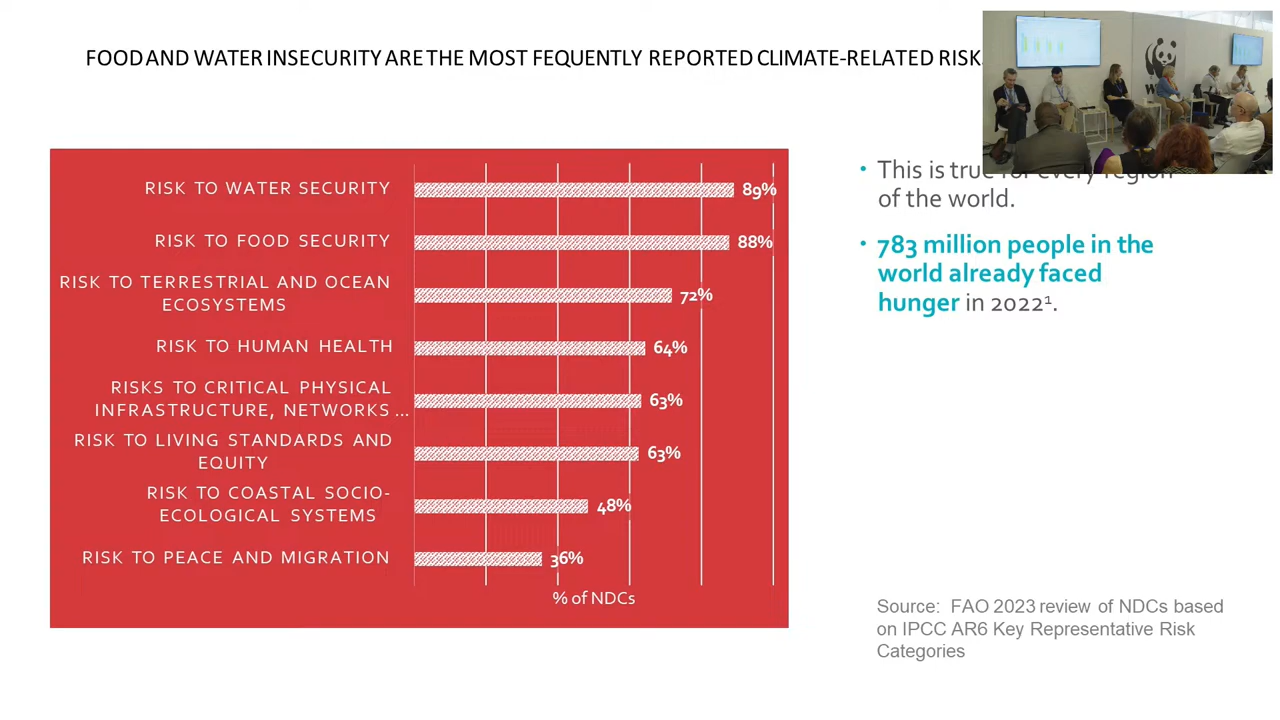 FOOD AND WATER INSECURITY ARE THE MOST FEQUENTLY REPORTED CLIMATE-RELATED RISK
RISK TO WATER SECURITY
89%
RISK TO FOOD SECURITY
88%
RISK TO TERRESTRIAL AND OCEAN
ECOSYSTEMS
72%
RISK TO HUMAN HEALTH
64%
RISKS TO CRITICAL PHYSICAL
INFRASTRUCTURE, NETWORKS ...
63%
RISK TO LIVING STANDARDS AND
EQUITY
63%
RISK TO COASTAL SOCIO-
ECOLOGICAL SYSTEMS
48%
RISK TO PEACE AND MIGRATION
36%
% of NDCs
• This is true for every region
of the world.
• 783 million people in the
world already faced
hunger in 2022¹.
Source: FAO 2023 review of NDCs based
on IPCC AR6 Key Representative Risk
Categories